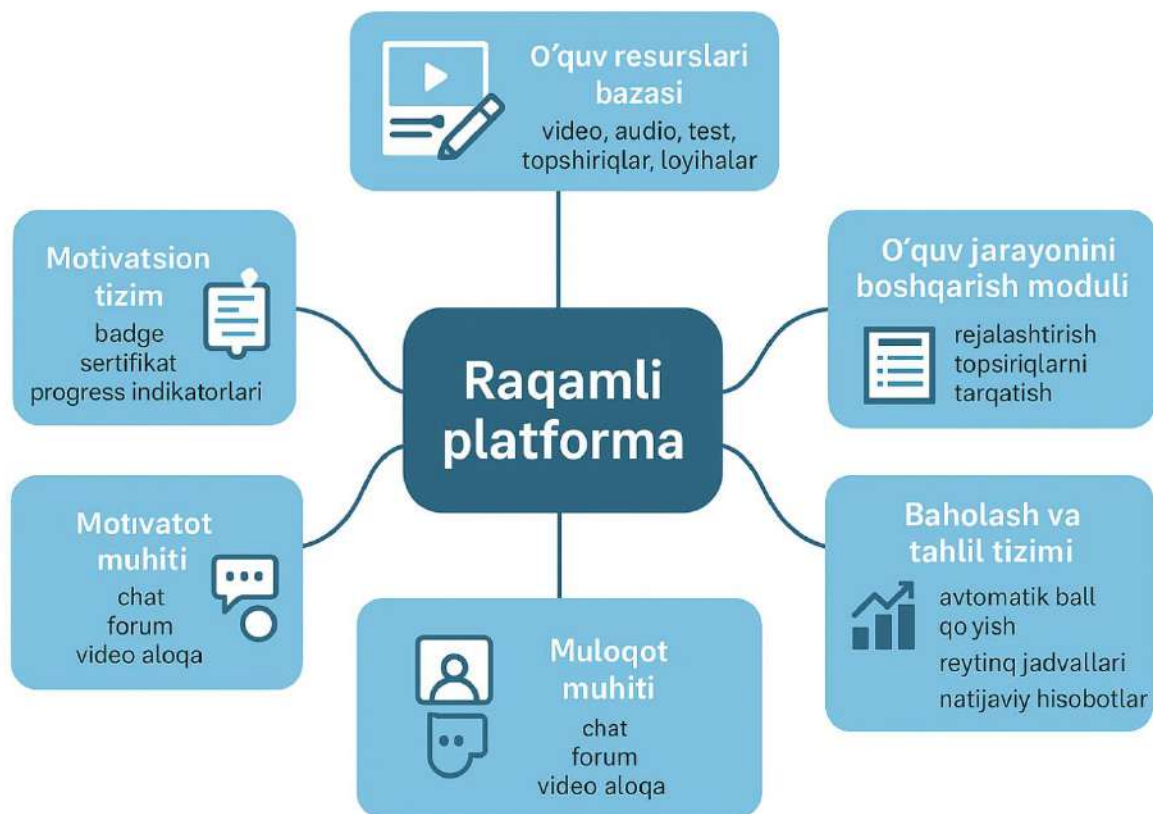 O‘quv resurslari
bazasi
video, audio, test,
topshiriqlar, loyihalar
Motivatsion
tizim
badge
sertifikat
progress indikatorlari
O‘quv jarayonini
boshqarish moduli
rejalashtirish
topsiriqlarni
tarqatish
Raqamli
platforma
Motıvatot
muhiti
chat
forum
video aloqa
Baholash va
tahlil tizimi
avtomatik ball
qo yish
reytinq jadvallari
natijaviy hisobotlar
Muloqot
muhiti
chat
forum
video aloqa